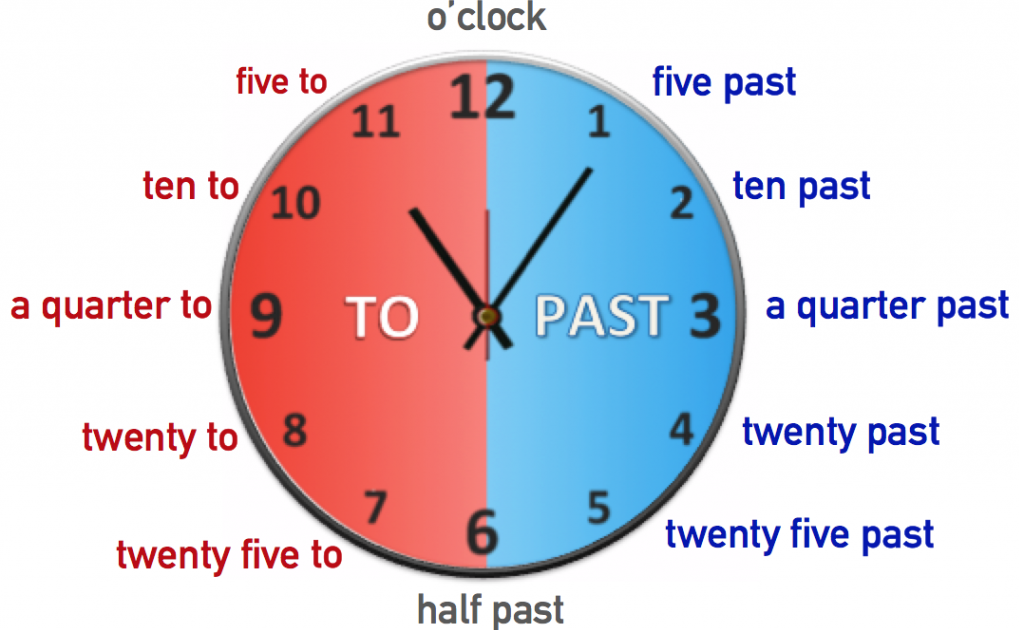 o'clock
five to
five past
12
11
1
ten to
ten past
10
2
a quarter to
9
TO
PAST
3
a quarter past
twenty to
8
4
twenty past
7
5
6
twenty five to
twenty five past
half past